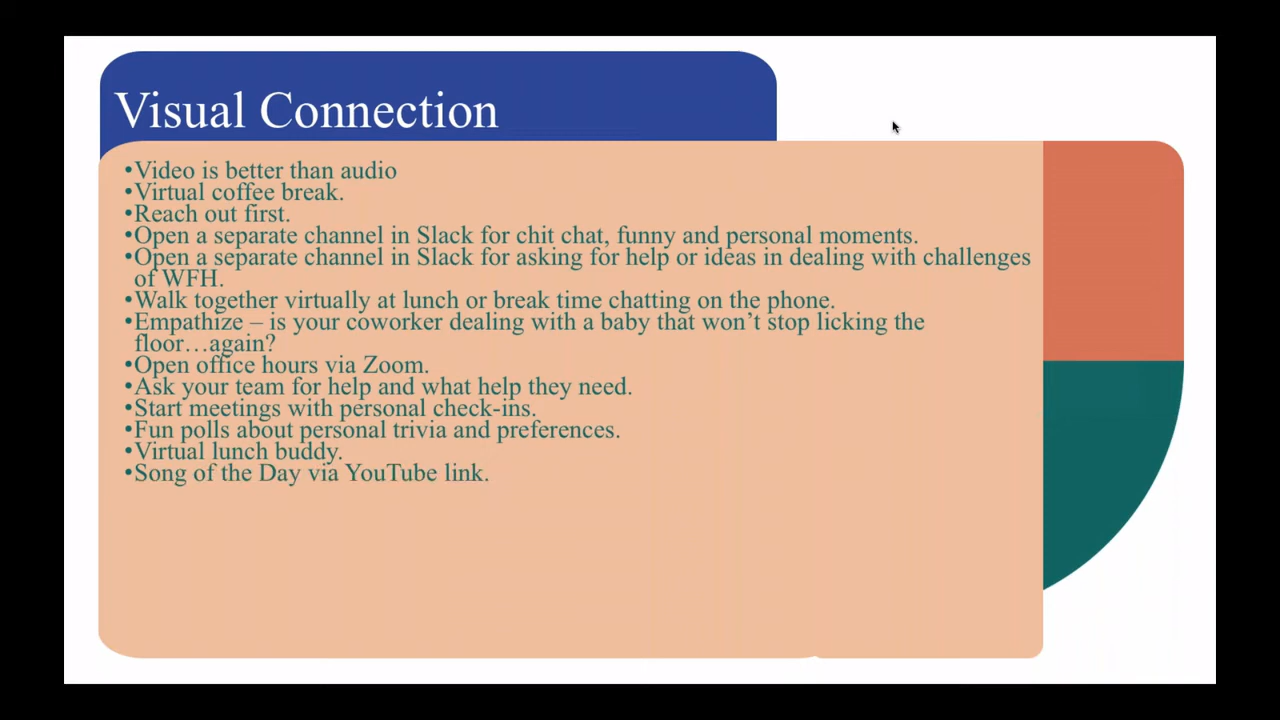 Visual Connection
•Video is better than audio
•Virtual coffee break.
•Reach out first.
•Open a separate channel in Slack for chit chat, funny and personal moments.
•Open a separate channel in Slack for asking for help or ideas in dealing with challenges
of WFH.
•Walk together virtually at lunch or break time chatting on the phone.
•Empathize – is your coworker dealing with a baby that won’t stop licking the
floor…again?
•Open office hours via Zoom.
•Ask your team for help and what help they need.
•Start meetings with personal check-ins.
•Fun polls about personal trivia and preferences.
•Virtual lunch buddy.
•Song of the Day via YouTube link.